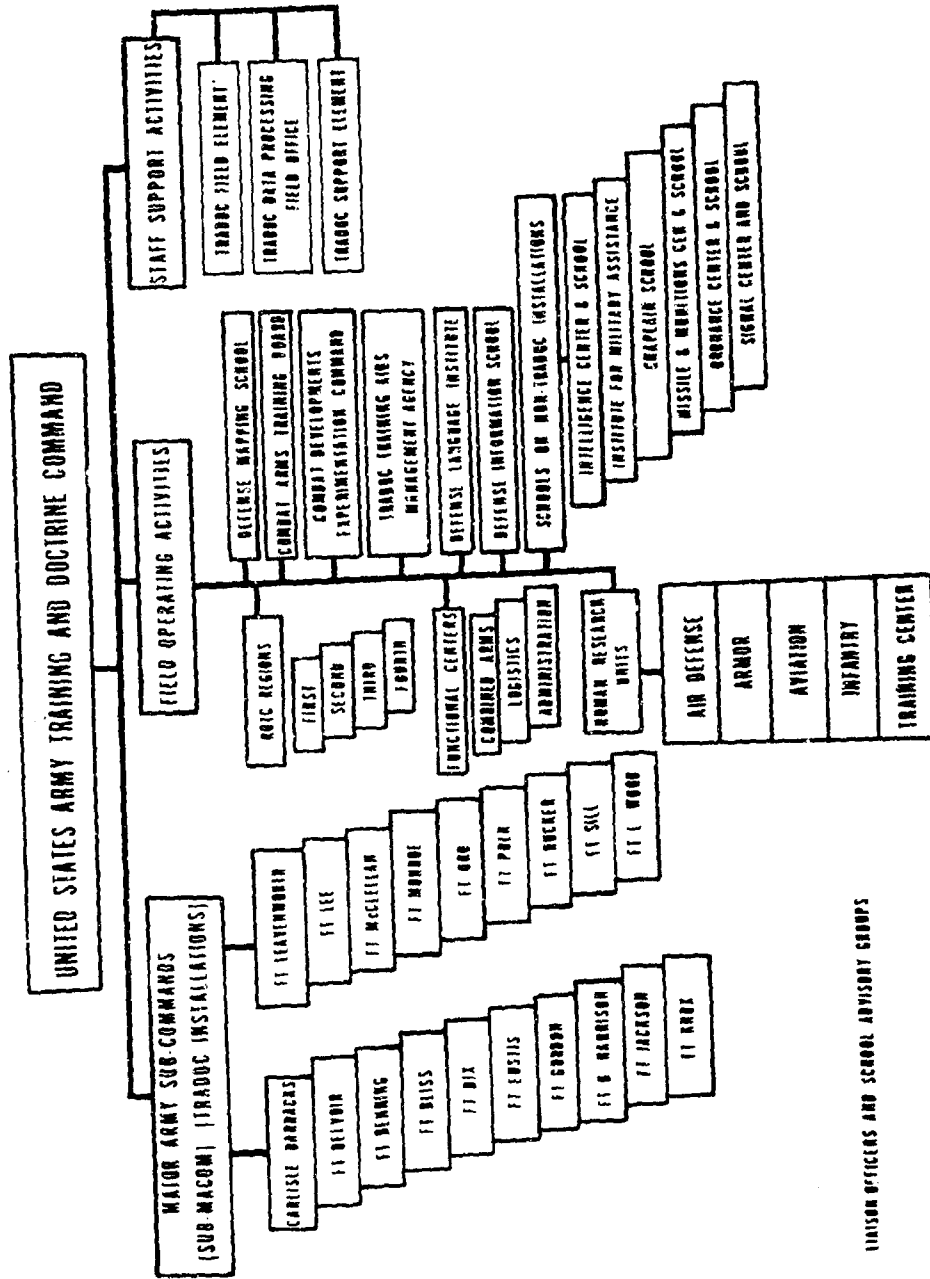 UNITED STATES ARMY TRAINING AND DOCTRINE COMMAND
MAJOR ARMY SUB-COMMANDS
(SUB-MACOM) (TRADOC INSTALLATIONS)
CARLISLE BARRACKS
FT BELVOIR
FT BENNING
FT BLISS
FT DIX
FT EUSTIS
FT GORDON
FT B HARRISON
FT JACKSON
FT KNOX
FT LEAVENWORTH
FT LEE
FT McCLELLAN
FT MONROE
FT ORD
FT POLK
FT RUCKER
FT SILL
FT L WOOD
FIELD OPERATING ACTIVITIES
ROTC REGIONS
FIRST
SECOND
THIRD
FOURTH
FUNCTIONAL CENTERS
COMBINED ARMS
LOGISTICS
ADMINISTRATION
HUMAN RESEARCH
UNITS
AIR DEFENSE
ARMOR
AVIATION
INFANTRY
TRAINING CENTER
DEFENSE MAPPING SCHOOL
COMBAT ARMS TRAINING BOARD
COMBAT DEVELOPMENTS
EXPERIMENTATION COMMAND
TRADOC TRAINING AIDS
MANAGEMENT AGENCY
DEFENSE LANGUAGE INSTITUTE
DEFENSE INFORMATION SCHOOL
SCHOOLS ON NON-TRADOC INSTALLATIONS
INTELLIGENCE CENTER & SCHOOL
INSTITUTE FOR MILITARY ASSISTANCE
CHAPLAIN SCHOOL
MISSILE & MUNITIONS CEN & SCHOOL
ORDNANCE CENTER & SCHOOL
SIGNAL CENTER AND SCHOOL
STAFF SUPPORT ACTIVITIES
TRADOC FIELD ELEMENT
TRADOC DATA PROCESSING
FIELD OFFICE
TRADOC SUPPORT ELEMENT
LIAISON OFFICERS AND SCHOOL ADVISORY GROUPS